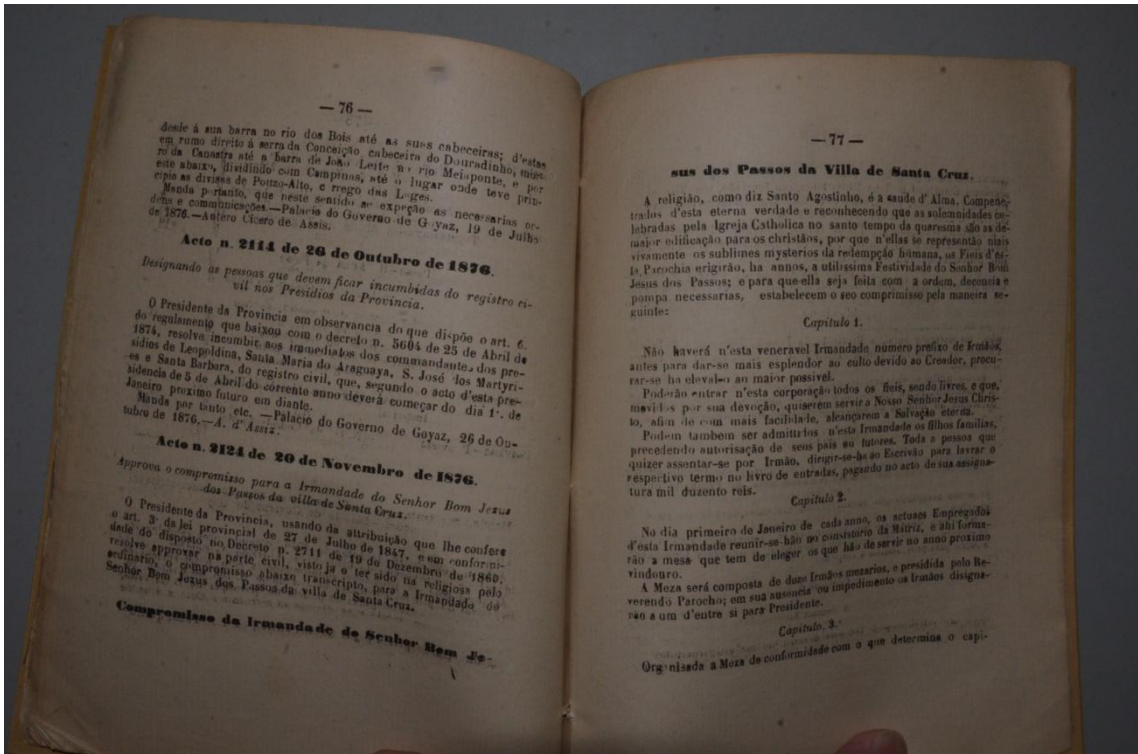 — 76 —
desde á sua barra no rio dos Bois até as suas cabeceiras; d'estas
em rumo direito á serra da Conceição cabeceira do Douradinho,
ro da Canastra até a barra de João Leite no rio Meiaponte, e por
este abaixo, dividindo com Campinas, até o lugar onde teve prin-
cipio as divisas de Pouzo-Alto, e rrego das Lages.
Manda portanto, que neste sentido se expeção as necessarias or-
dens e communicações.—Palacio do Governo de Goyaz, 19 de Julho
de 1876.—Antero Cicero de Assis.
Acto n. 2114 de 26 de Outubro de 1876.
Designando as pessoas que devem ficar incumbidas do registro ci-
vil nos Presidios da Provincia.
O Presidente da Provincia em observancia do que dispõe o art. 6.
do regulamento que baixou com o decreto n. 5604 de 25 de Abril de
1874, resolve incumbir aos immediatos dos commandantes dos pre-
sidios de Leopoldina, Santa Maria do Araguaya, S. José dos Martyri-
es e Santa Barbara, do registro civil, que, segundo o acto d'esta pre-
sidencia de 5 de Abril do corrente anno deverá começar do dia 1°. de
Janeiro proximo futuro em diante.
Manda por tanto etc. —Palacio do Governo de Goyaz, 26 de Ou-
tubro de 1876.—A. d'Assiz.
Acto n. 2124 de 20 de Novembro de 1876.
Approva o compromisso para a Irmandade do Senhor Bom Jezus
dos Passos da villa de Santa Cruz.
O Presidente da Provincia, usando da attribuição que lhe confere
o art. 3° da lei provincial de 27 de Julho de 1847, e em conformi-
dade do disposto no Decreto n. 2711 de 19 de Dezembro de 1860,
resolve approvar na parte civil, visto ja o ter sido na religiosa pelo
ordinario, o compromisso abaixo transcripto, para a Irmandade do
Senhor Bom Jezus dos Passos da villa de Santa Cruz.
Compromisso da Irmandade do Senhor Bom Je-
—77—
sus dos Passos da Villa de Santa Cruz.
A religião, como diz Santo Agostinho, é a saude d' Alma. Compene-
trados d'esta eterna verdade e reconhecendo que as solemnidades ce-
lebradas pela Igreja Catholica no santo tempo da quaresma são as de
maior edificação para os christãos, por que n'ellas se representão mais
vivamente os sublimes mysterios da redempção humana, os Fieis d'es-
ta Parochia erigirão, ha annos, a utilissima Festividade do Senhor Bom
Jesus dos Passos; e para que ella seja feita com a ordem, decencia e
pompa necessarias, estabelecem o seo comprimisso pela maneira se-
guinte:
Capitulo 1.
Não haverá n'esta veneravel Irmandade número prefixo de Irmãos,
antes para dar-se mais esplendor ao culto devido ao Creador, procu-
rar-se ha eleval-o ao maior possivel.
Poderão entrar n'esta corporação todos os fieis, sendo livres, e que,
movidos por sua devoção, quiserem servir a Nosso Senhor Jesus Chris-
to, afim de com mais facilidade, alcançarem a Salvação eterna.
Podem tambem ser admittidos n'esta Irmandade os filhos familias,
precedendo autorisação de seus pais ou tutores. Toda a pessoa que
quizer assentar-se por Irmão, dirigir-se-ha ao Escrivão para lavrar o
respectivo termo no livro de entradas, pagando no acto de sua assigna-
tura mil duzento reis.
Capitulo 2.
No dia primeiro de Janeiro de cada anno, os actuaes Empregados
d'esta Irmandade reunir-se-hão no consistorio da Matriz, e ahi forma-
rão a mesa que tem de eleger os que hão de servir no anno proximo
vindouro.
A Meza será composta de doze Irmãos mezarios, e presidida pelo Re-
verendo Parocho; em sua ausencia ou impedimento os Irmãos disigna-
rão a um d'entre si para Presidente.
Capitulo. 3.
Organisada a Meza de conformidade com o que determina o capi-